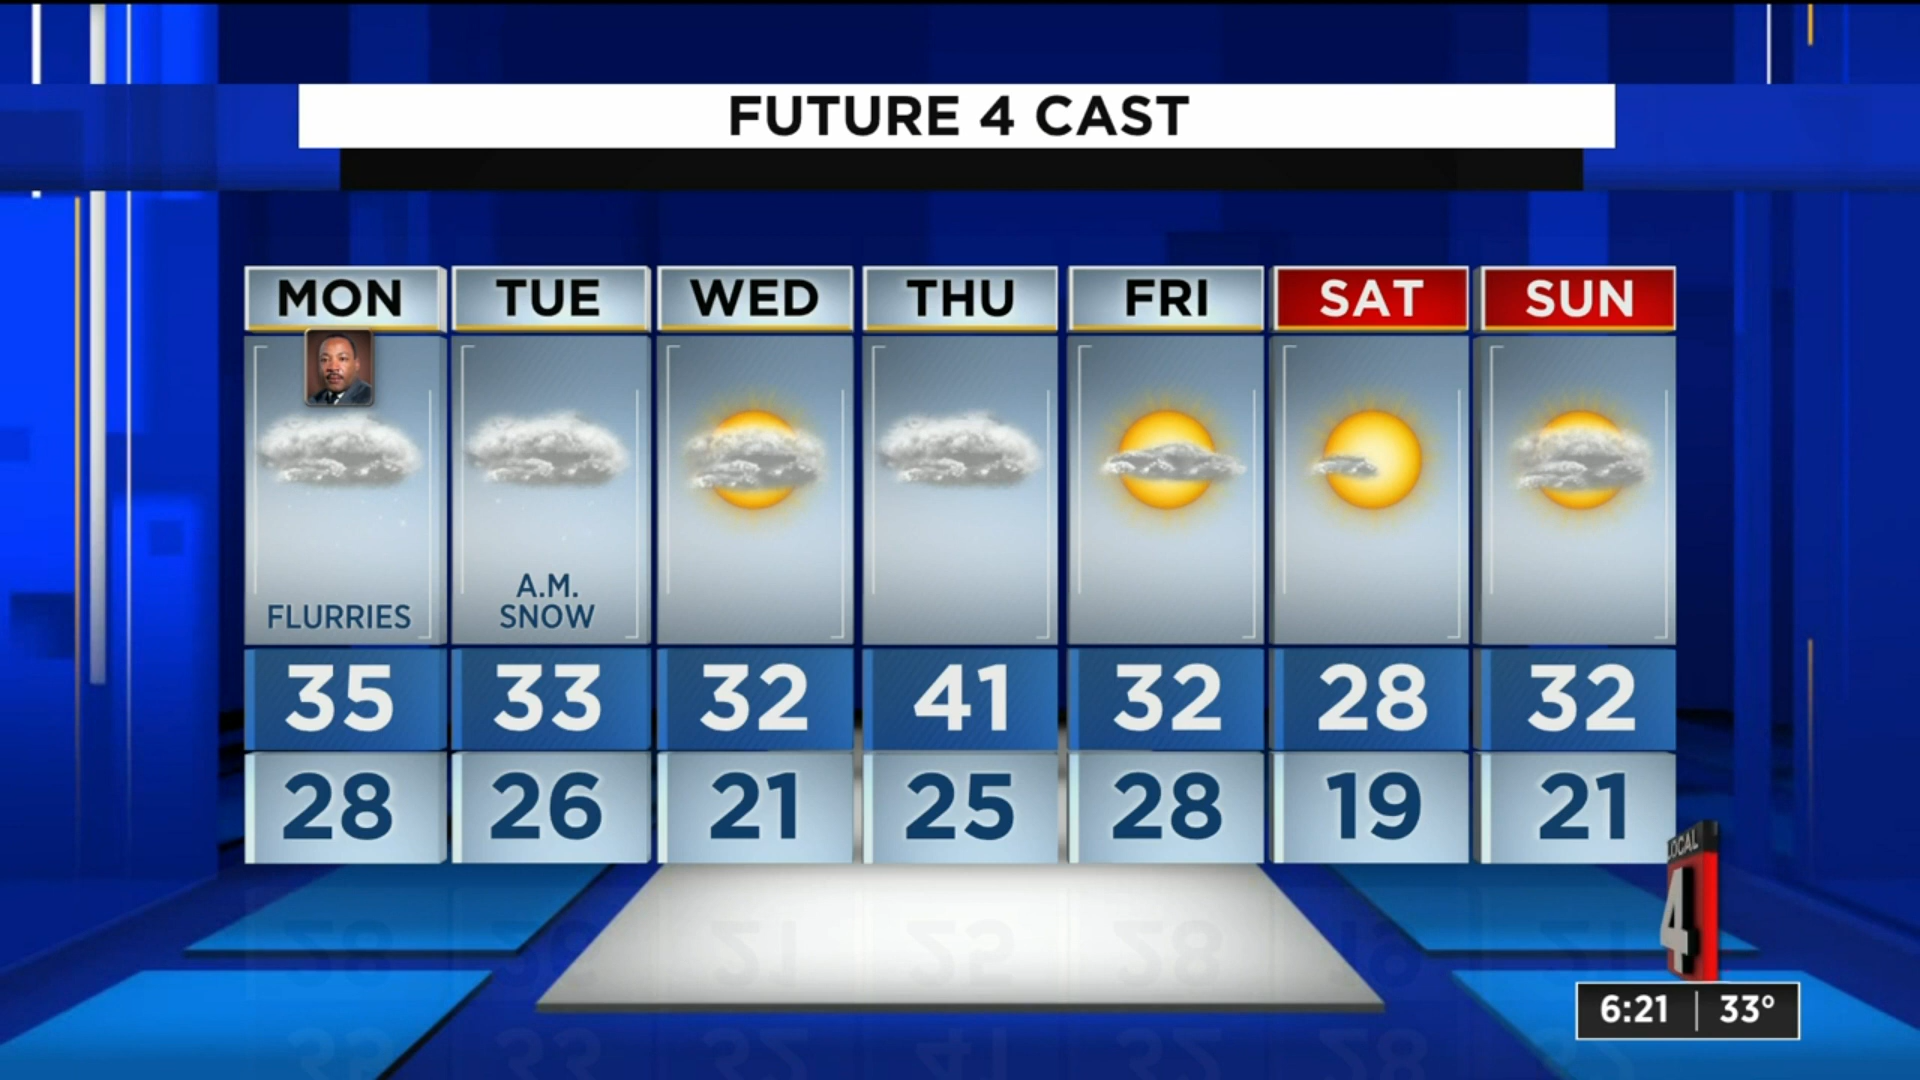 FUTURE 4 CAST
MON TUE WED THU FRI SAT SUN
FLURRIES
A.M.
SNOW
35 33 32 41 32 28 32
28 26 21 25 28 19 21
LOCAL
4
6:21 33°